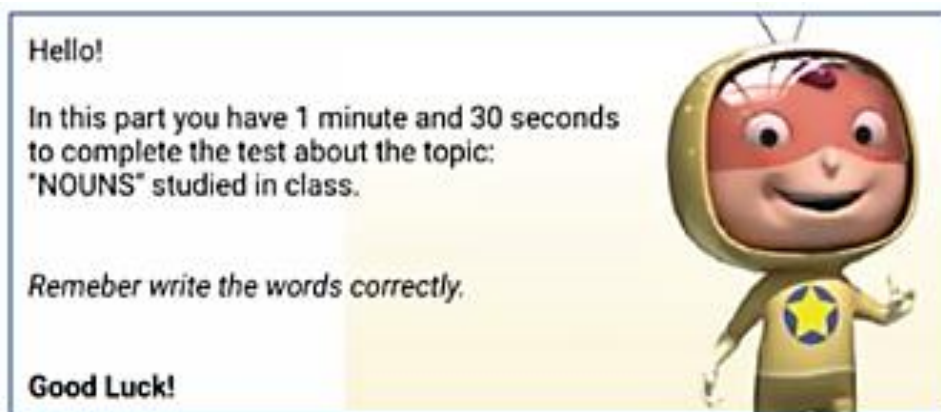 Hello!
In this part you have 1 minute and 30 seconds
to complete the test about the topic:
"NOUNS" studied in class.
Remeber write the words correctly.
Good Luck!